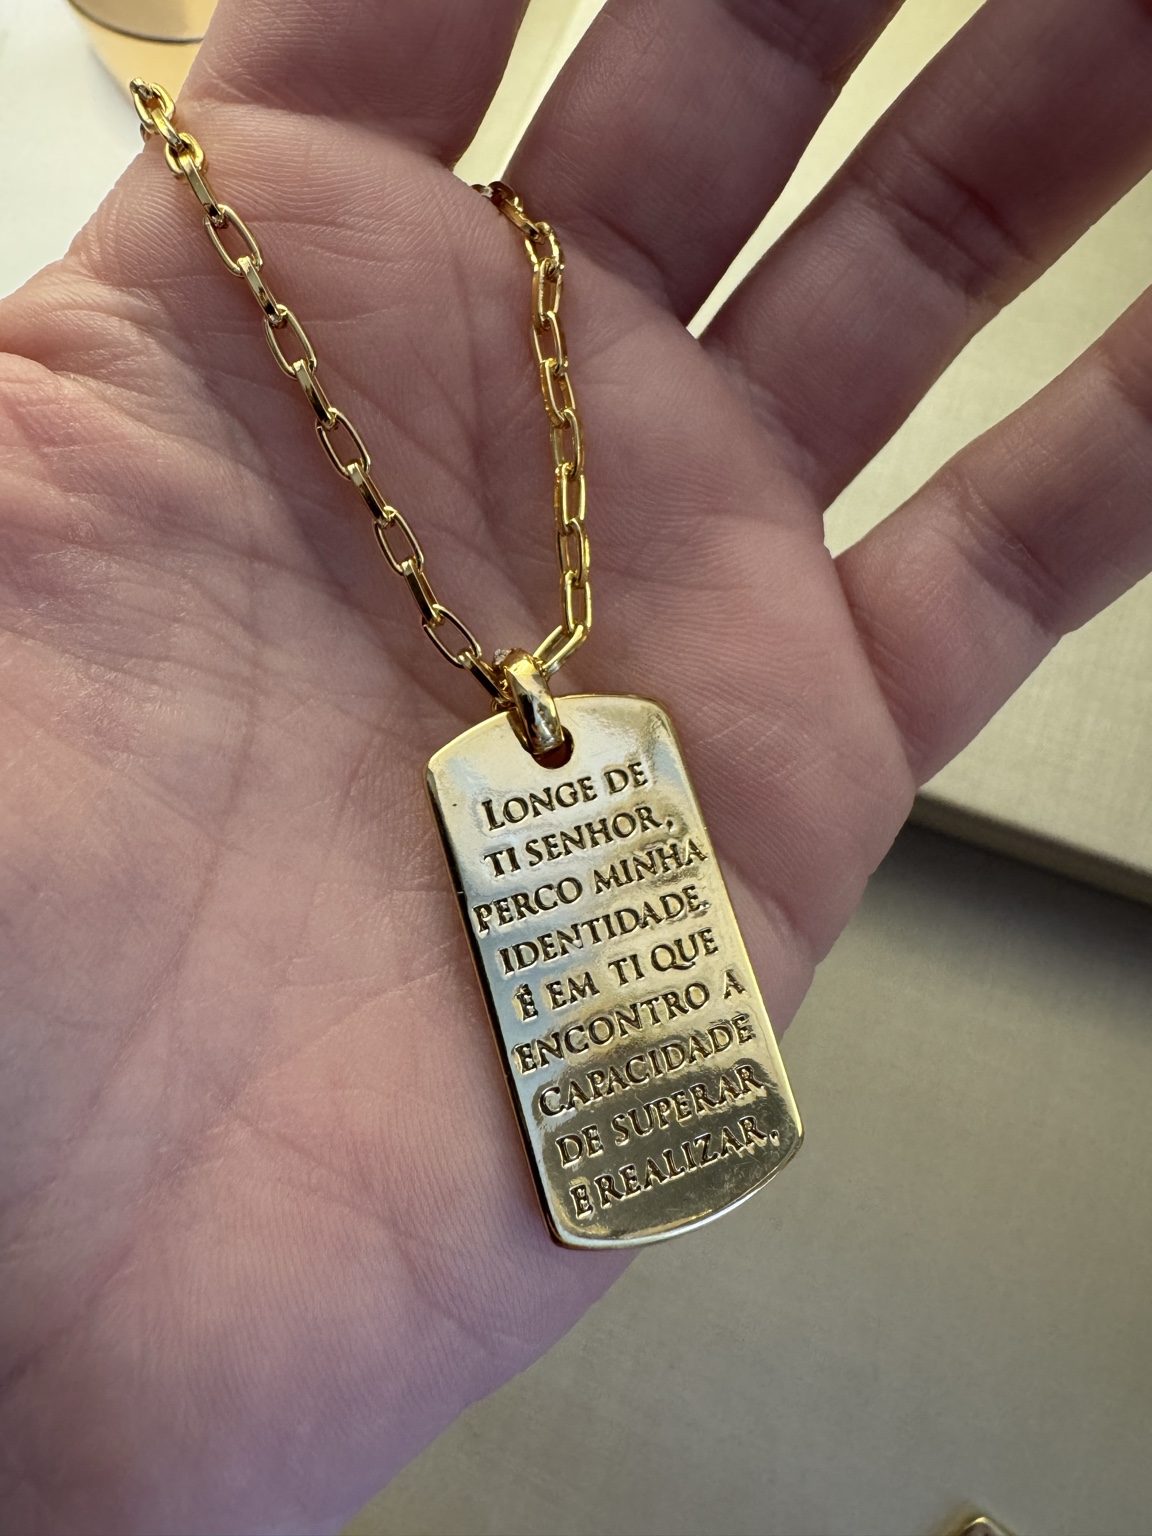 LONGE DE
TI SENHOR,
PERCO MINHA
IDENTIDADE.
É EM TI QUE
ENCONTRO A
CAPACIDADE
DE SUPERAR
E REALIZAR.